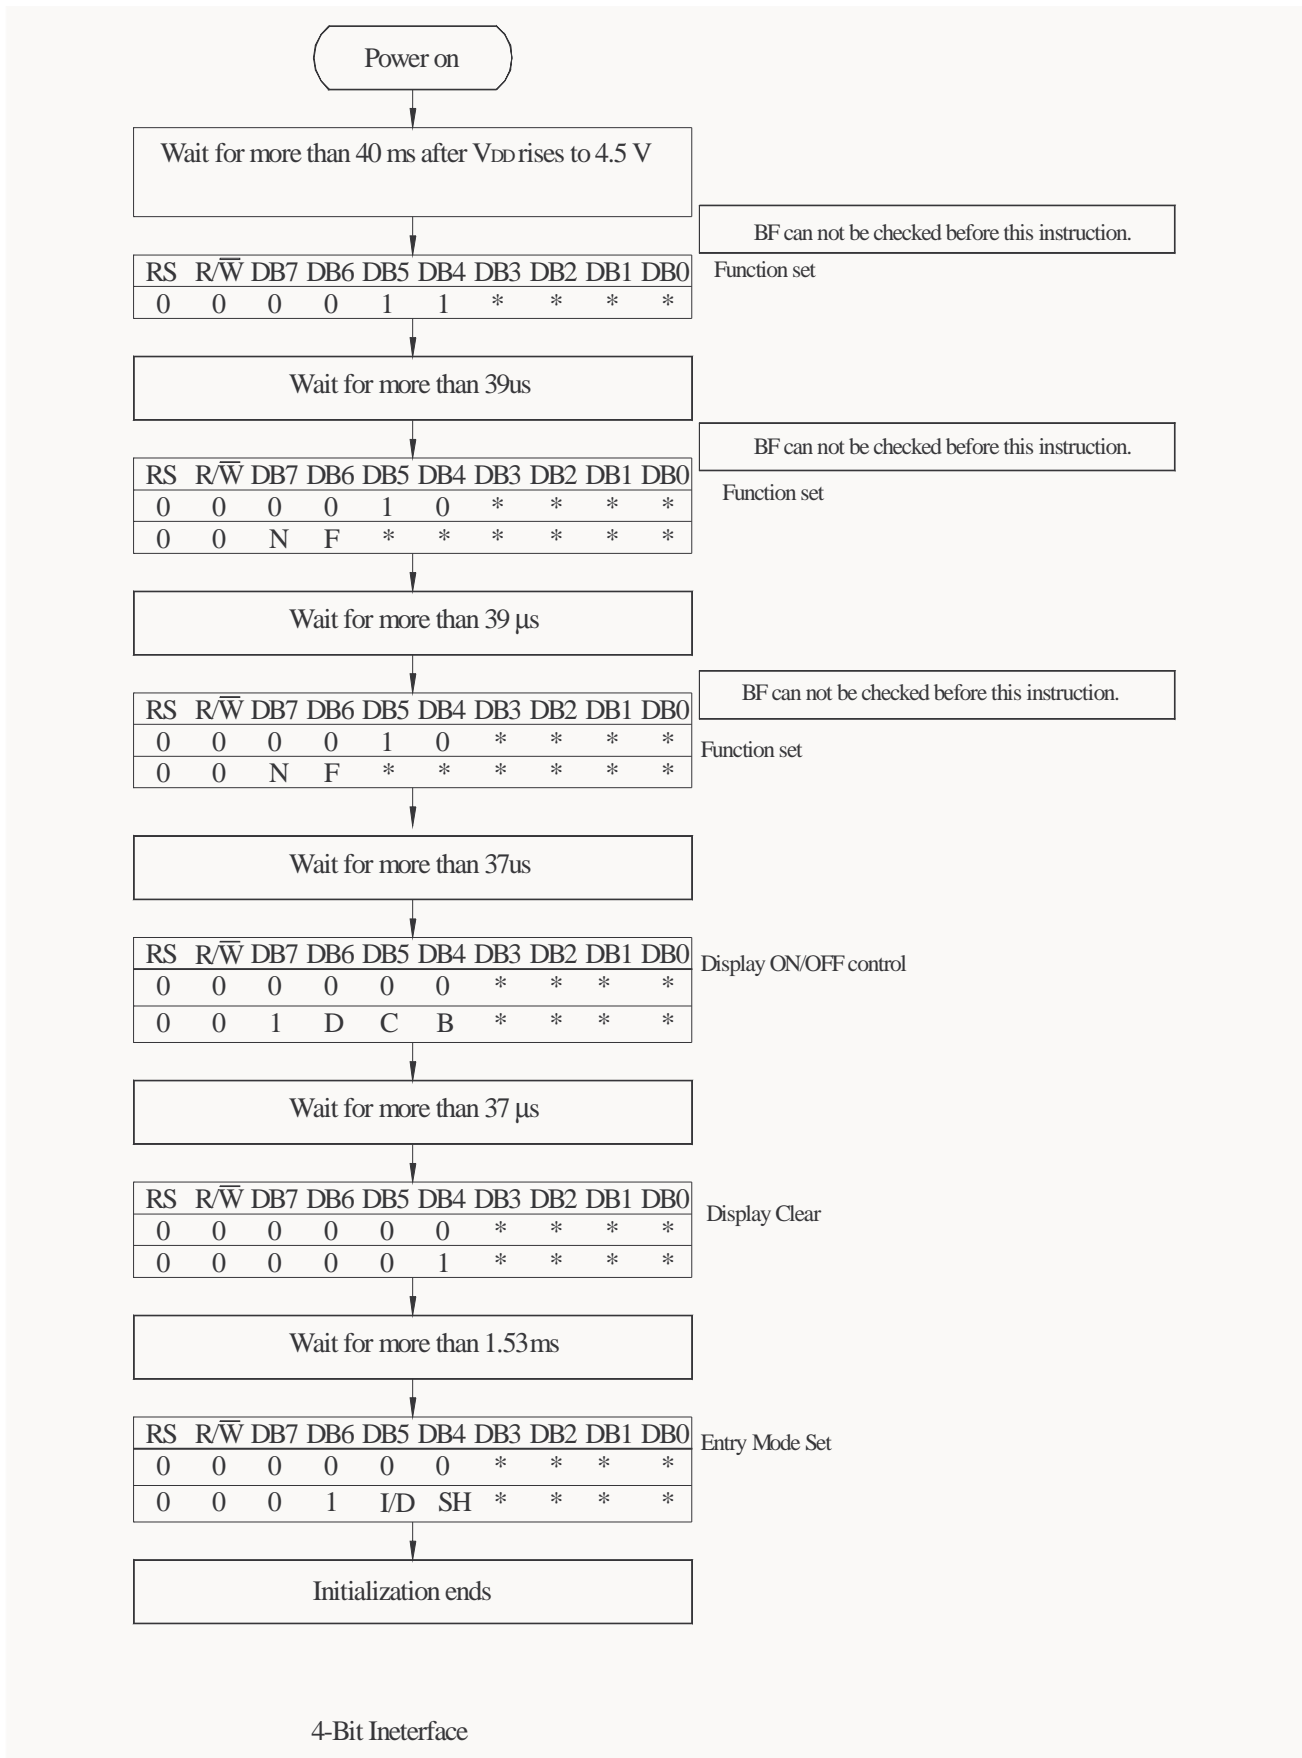 Power on
Wait for more than 40 ms after VDD rises to 4.5 V
BF can not be checked before this instruction.
RS R/W̅ DB7 DB6 DB5 DB4 DB3 DB2 DB1 DB0
Function set
0 0 0 0 1 1 * * * *
Wait for more than 39us
BF can not be checked before this instruction.
RS R/W̅ DB7 DB6 DB5 DB4 DB3 DB2 DB1 DB0
Function set
0 0 0 0 1 0 * * * *
0 0 N F * * * * * *
Wait for more than 39 µs
BF can not be checked before this instruction.
RS R/W̅ DB7 DB6 DB5 DB4 DB3 DB2 DB1 DB0
0 0 0 0 1 0 * * * *
Function set
0 0 N F * * * * * *
Wait for more than 37us
RS R/W̅ DB7 DB6 DB5 DB4 DB3 DB2 DB1 DB0
Display ON/OFF control
0 0 0 0 0 0 * * * *
0 0 1 D C B * * * *
Wait for more than 37 µs
RS R/W̅ DB7 DB6 DB5 DB4 DB3 DB2 DB1 DB0
Display Clear
0 0 0 0 0 0 * * * *
0 0 0 0 0 1 * * * *
Wait for more than 1.53ms
RS R/W̅ DB7 DB6 DB5 DB4 DB3 DB2 DB1 DB0
Entry Mode Set
0 0 0 0 0 0 * * * *
0 0 0 1 I/D SH * * * *
Initialization ends
4-Bit Ineterface